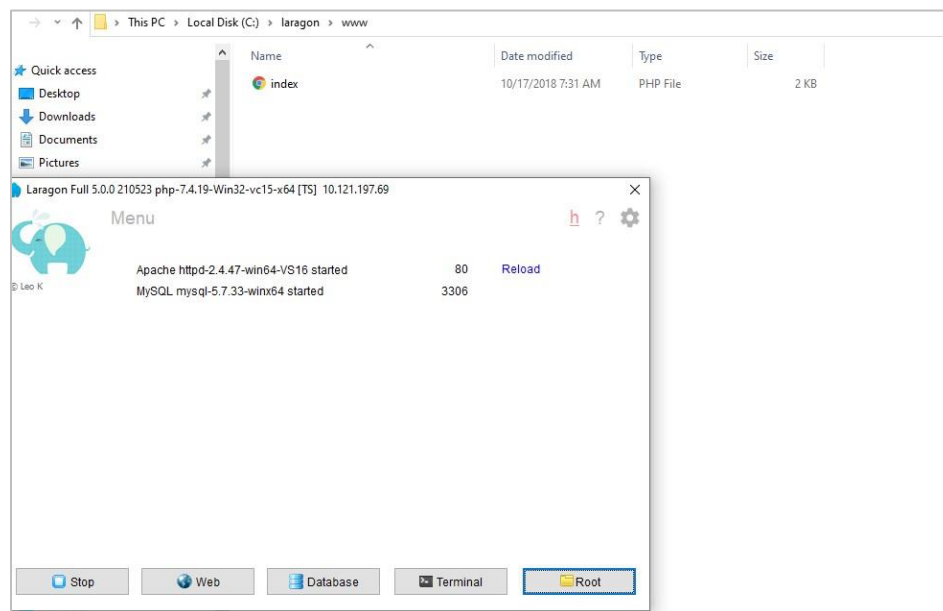 This PC > Local Disk (C:) > laragon > www
Name Date modified Type Size
Quick access
index 10/17/2018 7:31 AM PHP File 2 KB
Desktop
Downloads
Documents
Pictures
Laragon Full 5.0.0 210523 php-7.4.19-Win32-vc15-x64 [TS] 10.121.197.69
Menu h ?
Apache httpd-2.4.47-win64-VS16 started 80 Reload
© Leo K
MySQL mysql-5.7.33-winx64 started 3306
Stop Web Database Terminal Root